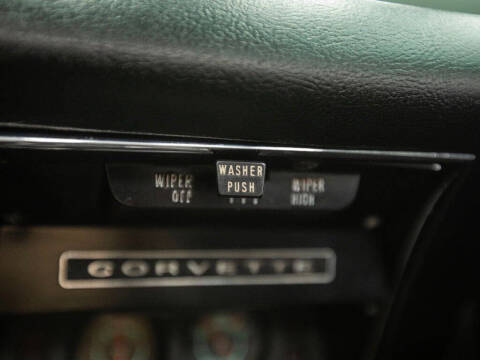 WASHER
PUSH
WIPER
OFF
WIPER
HIGH
CORVETTE